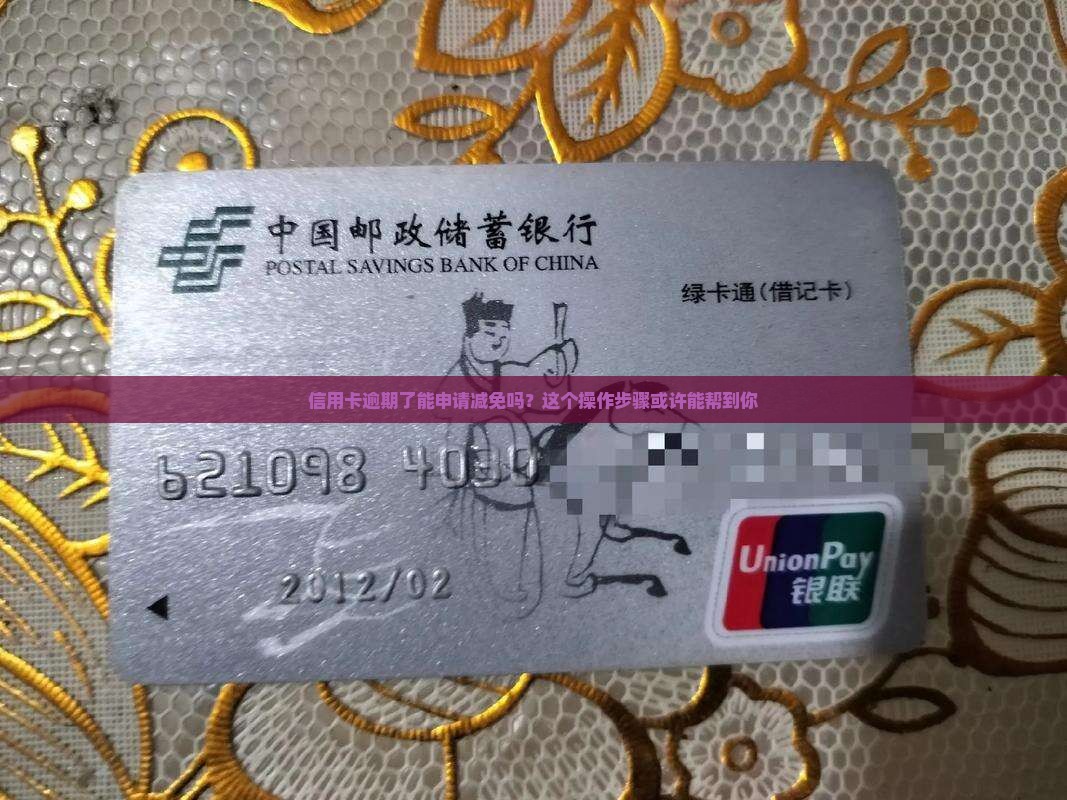 中国邮政储蓄银行
POSTAL SAVINGS BANK OF CHINA
绿卡通(借记卡)
信用卡逾期了能申请减免吗？这个操作步骤或许能帮到你
621098 4030
2012/02
UnionPay
银联